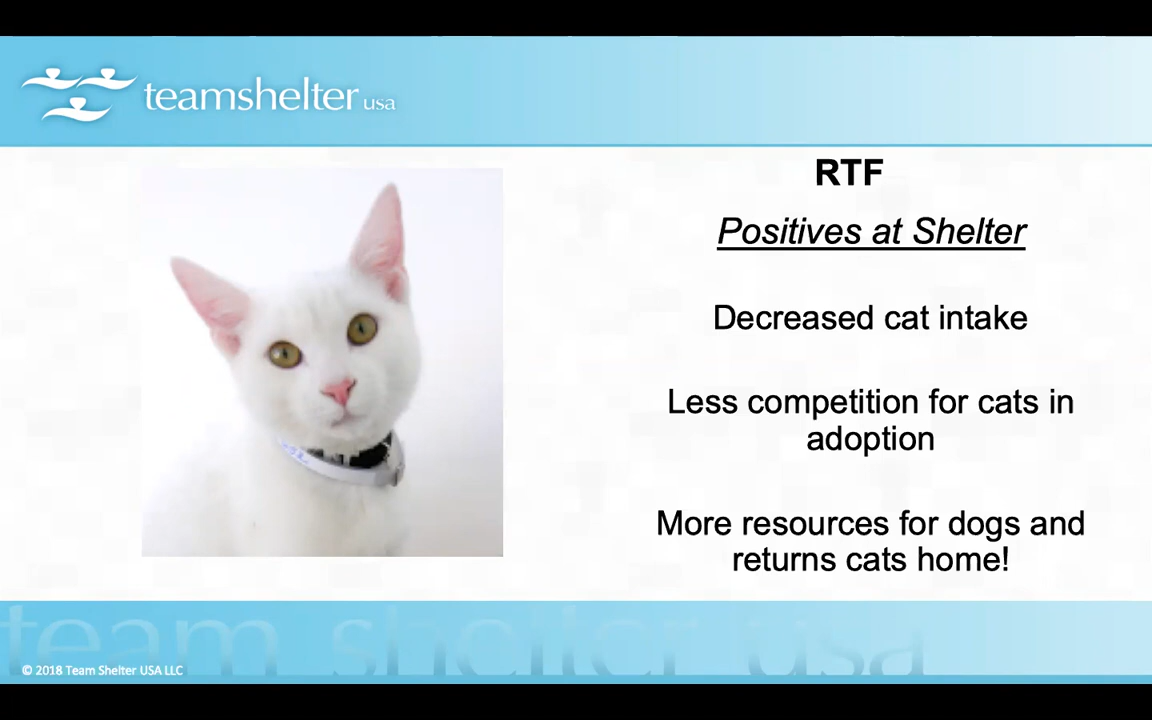 teamshelter usa
RTF
Positives at Shelter
Decreased cat intake
Less competition for cats in
adoption
More resources for dogs and
returns cats home!
team shelter usa
© 2018 Team Shelter USA LLC